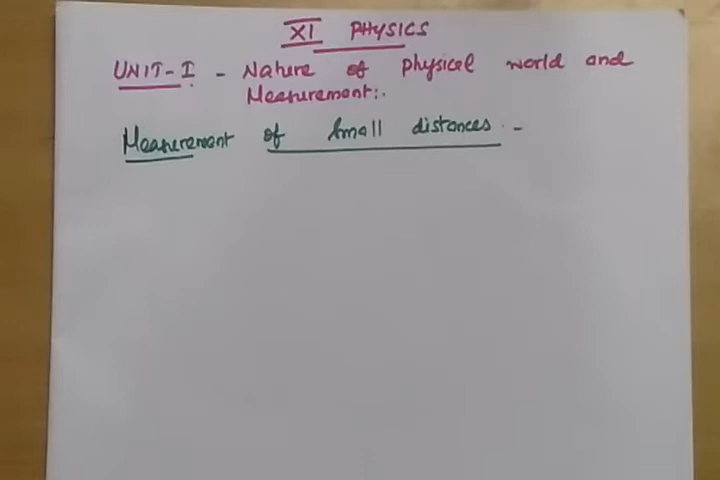 XI PHYSICS
UNIT-I - Nature of physical world and
Measurement:.
Measurement of small distances. -